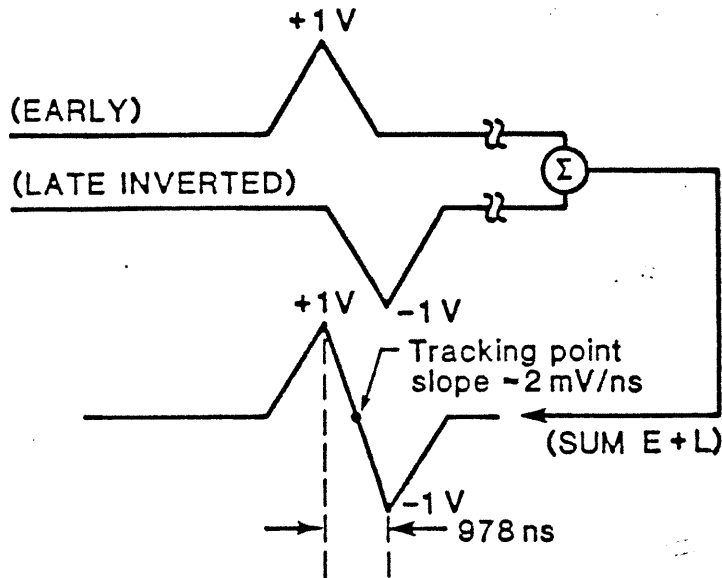 +1 V
(EARLY)
Σ
(LATE INVERTED)
+1 V
-1 V
Tracking point
slope ~2 mV/ns
(SUM E+L)
-1 V
978 ns